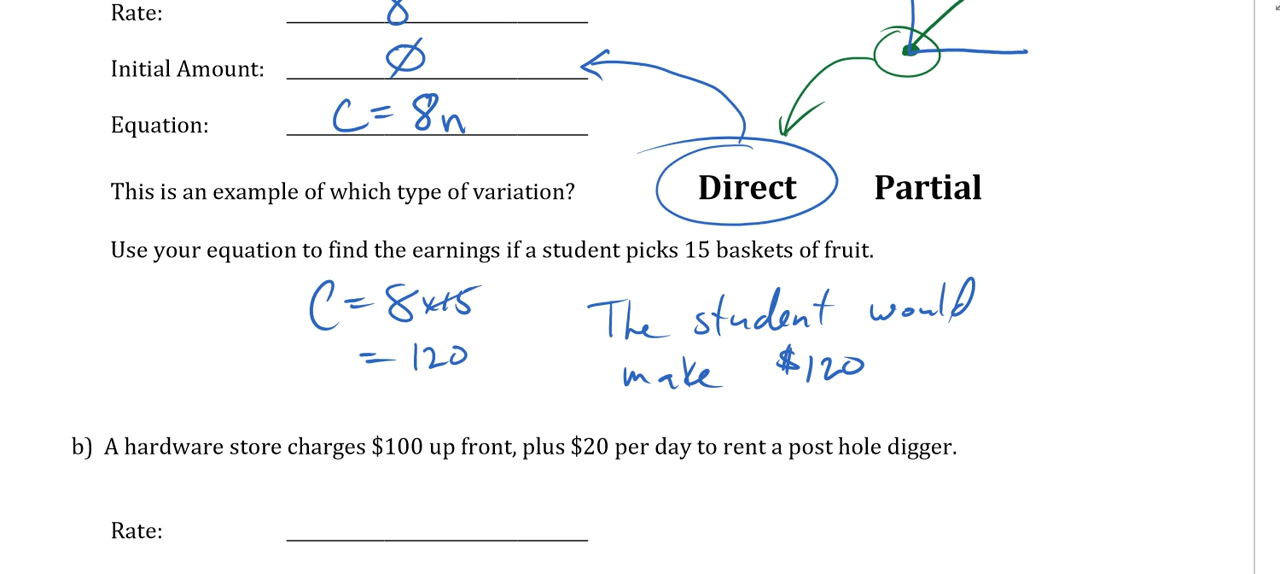 Rate: 8
Initial Amount: ∅
Equation: C = 8n
This is an example of which type of variation? Direct Partial
Use your equation to find the earnings if a student picks 15 baskets of fruit.
C = 8×15 The student would
= 120 make $120
b) A hardware store charges $100 up front, plus $20 per day to rent a post hole digger.
Rate: